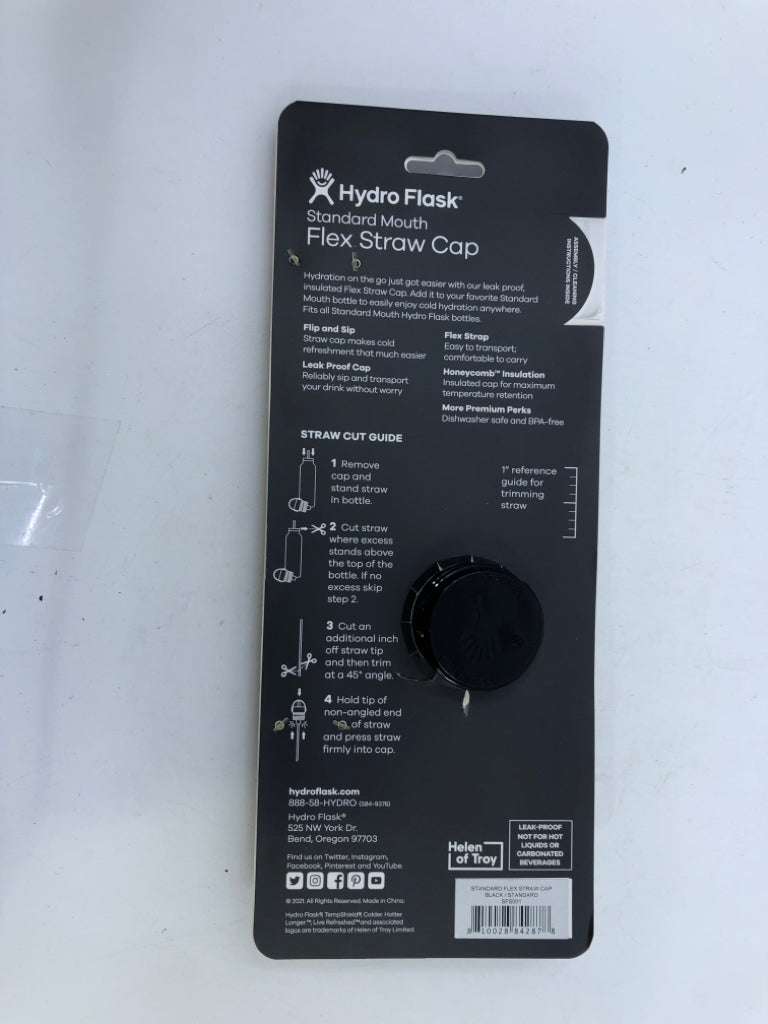 Hydro Flask®
Standard Mouth
Flex Straw Cap
ASSEMBLY / CLEANING
INSTRUCTIONS INSIDE
Hydration on the go just got easier with our leak proof,
insulated Flex Straw Cap. Add it to your favorite Standard
Mouth bottle to easily enjoy cold hydration anywhere.
Fits all Standard Mouth Hydro Flask bottles.
Flip and Sip
Straw cap makes cold
refreshment that much easier
Leak Proof Cap
Reliably sip and transport
your drink without worry
Flex Strap
Easy to transport;
comfortable to carry
Honeycomb™ Insulation
Insulated cap for maximum
temperature retention
More Premium Perks
Dishwasher safe and BPA-free
STRAW CUT GUIDE
1 Remove
cap and
stand straw
in bottle.
1" reference
guide for
trimming
straw
2 Cut straw
where excess
stands above
the top of the
bottle. If no
excess skip
step 2.
3 Cut an
additional inch
off straw tip
and then trim
at a 45° angle.
4 Hold tip of
non-angled end
of straw
and press straw
firmly into cap.
hydroflask.com
888-58-HYDRO (584-9376)
Hydro Flask®
525 NW York Dr.
Bend, Oregon 97703
Find us on Twitter, Instagram,
Facebook, Pinterest and YouTube.
© 2021. All Rights Reserved. Made in China.
Hydro Flask® TempShield® Colder. Hotter.
Longer.™, Live Refreshed™ and associated
logos are trademarks of Helen of Troy Limited.
Helen
of Troy
LEAK-PROOF
NOT FOR HOT
LIQUIDS OR
CARBONATED
BEVERAGES
STANDARD FLEX STRAW CAP
BLACK / STANDARD
SFS001
8 10028 84287 8